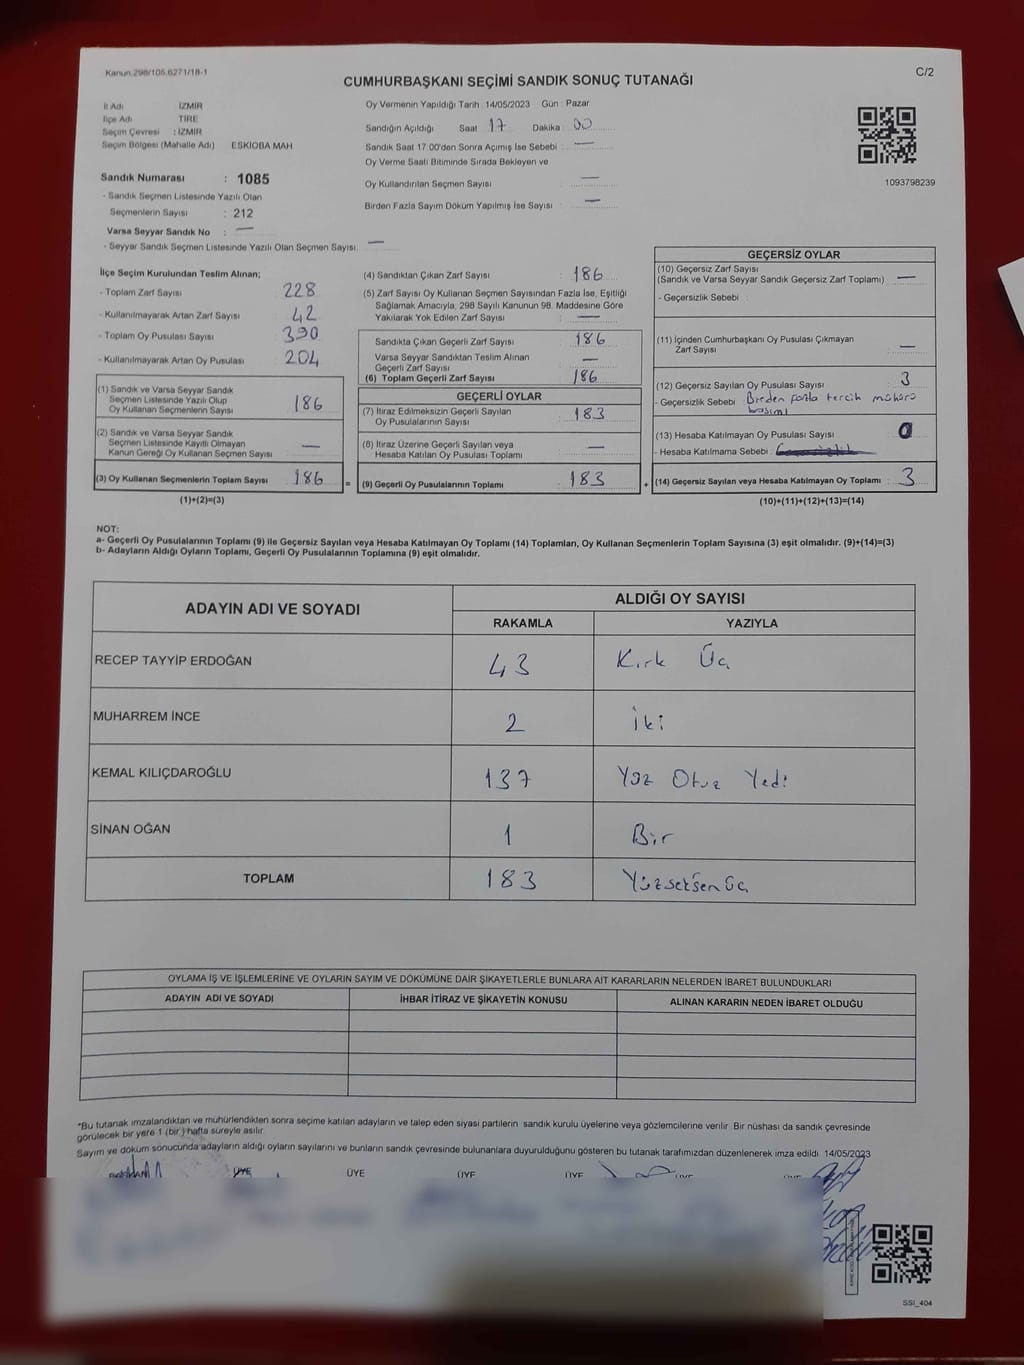 Kanun.298/105.6271/18-1
C/2
CUMHURBAŞKANI SEÇİMİ SANDIK SONUÇ TUTANAĞI
İl Adı İZMİR
İlçe Adı TİRE
Seçim Çevresi : İZMİR
Seçim Bölgesi (Mahalle Adı) ESKİOBA MAH
Sandık Numarası : 1085
- Sandık Seçmen Listesinde Yazılı Olan
Seçmenlerin Sayısı : 212
Varsa Seyyar Sandık No : —
- Seyyar Sandık Seçmen Listesinde Yazılı Olan Seçmen Sayısı: —
Oy Vermenin Yapıldığı Tarih :14/05/2023 Gün : Pazar
Sandığın Açıldığı Saat 17 Dakika : 00
Sandık Saat 17:00'den Sonra Açımış İse Sebebi : —
Oy Verme Saati Bitiminde Sırada Bekleyen ve
Oy Kullandırılan Seçmen Sayısı : —
Birden Fazla Sayım Döküm Yapılmış İse Sayısı : —
1093798239
İlçe Seçim Kurulundan Teslim Alınan;
- Toplam Zarf Sayısı : 228
- Kullanılmayarak Artan Zarf Sayısı : 42
- Toplam Oy Pusulası Sayısı : 390
- Kullanılmayarak Artan Oy Pusulası : 204
(1) Sandık ve Varsa Seyyar Sandık
Seçmen Listesinde Yazılı Olup
Oy Kullanan Seçmenlerin Sayısı : 186
(2) Sandık ve Varsa Seyyar Sandık
Seçmen Listesinde Kayıtlı Olmayan
Kanun Gereği Oy Kullanan Seçmen Sayısı : —
(3) Oy Kullanan Seçmenlerin Toplam Sayısı : 186
(1)+(2)=(3)
(4) Sandıktan Çıkan Zarf Sayısı : 186
(5) Zarf Sayısı Oy Kullanan Seçmen Sayısından Fazla İse, Eşitliği
Sağlamak Amacıyla, 298 Sayılı Kanunun 98. Maddesine Göre
Yakılarak Yok Edilen Zarf Sayısı : —
Sandıkta Çıkan Geçerli Zarf Sayısı : 186
Varsa Seyyar Sandıktan Teslim Alınan
Geçerli Zarf Sayısı : —
(6) Toplam Geçerli Zarf Sayısı : 186
GEÇERLİ OYLAR
(7) İtiraz Edilmeksizin Geçerli Sayılan
Oy Pusulalarının Sayısı : 183
(8) İtiraz Üzerine Geçerli Sayılan veya
Hesaba Katılan Oy Pusulası Toplamı : —
= (9) Geçerli Oy Pusulalarının Toplamı : 183
GEÇERSİZ OYLAR
(10) Geçersiz Zarf Sayısı
(Sandık ve Varsa Seyyar Sandık Geçersiz Zarf Toplamı) : —
- Geçersizlik Sebebi :
(11) İçinden Cumhurbaşkanı Oy Pusulası Çıkmayan
Zarf Sayısı : —
(12) Geçersiz Sayılan Oy Pusulası Sayısı : 3
- Geçersizlik Sebebi : Birden fazla tercih mührü
basımı
(13) Hesaba Katılmayan Oy Pusulası Sayısı : 0
- Hesaba Katılmama Sebebi :
+ (14) Geçersiz Sayılan veya Hesaba Katılmayan Oy Toplamı : 3
(10)+(11)+(12)+(13)=(14)
NOT:
a- Geçerli Oy Pusulalarının Toplamı (9) ile Geçersiz Sayılan veya Hesaba Katılmayan Oy Toplamı (14) Toplamları, Oy Kullanan Seçmenlerin Toplam Sayısına (3) eşit olmalıdır. (9)+(14)=(3)
b- Adayların Aldığı Oyların Toplamı, Geçerli Oy Pusulalarının Toplamına (9) eşit olmalıdır.
ADAYIN ADI VE SOYADI ALDIĞI OY SAYISI
RAKAMLA YAZIYLA
RECEP TAYYİP ERDOĞAN 43 Kırk Üç
MUHARREM İNCE 2 İki
KEMAL KILIÇDAROĞLU 137 Yüz Otuz Yedi
SİNAN OĞAN 1 Bir
TOPLAM 183 Yüzseksenüç
OYLAMA İŞ VE İŞLEMLERİNE VE OYLARIN SAYIM VE DÖKÜMÜNE DAİR ŞİKAYETLERLE BUNLARA AİT KARARLARIN NELERDEN İBARET BULUNDUKLARI
ADAYIN ADI VE SOYADI İHBAR İTİRAZ VE ŞİKAYETİN KONUSU ALINAN KARARIN NEDEN İBARET OLDUĞU
*Bu tutanak imzalandıktan ve mühürlendikten sonra seçime katılan adayların ve talep eden siyasi partilerin sandık kurulu üyelerine veya gözlemcilerine verilir. Bir nüshası da sandık çevresinde
görülecek bir yere 1 (bir) hafta süreyle asılır.
Sayım ve döküm sonucunda adayların aldığı oyların sayılarını ve bunların sandık çevresinde bulunanlara duyurulduğunu gösteren bu tutanak tarafımızdan düzenlenerek imza edildi. 14/05/2023
ÜYE ÜYE ÜYE ÜYE ÜYE
SSI_404